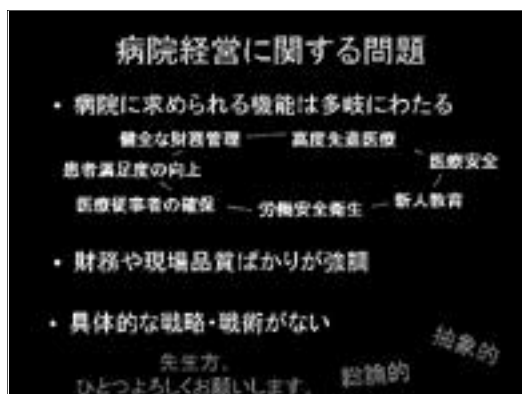 病院経営に関する問題
• 病院に求められる機能は多岐にわたる
健全な財務管理 高度先進医療
患者満足度の向上 医療安全
医療従事者の確保 労働安全衛生 新人教育
• 財務や現場品質ばかりが強調
• 具体的な戦略・戦術がない
抽象的
先生方、 総論的
ひとつよろしくお願いします。